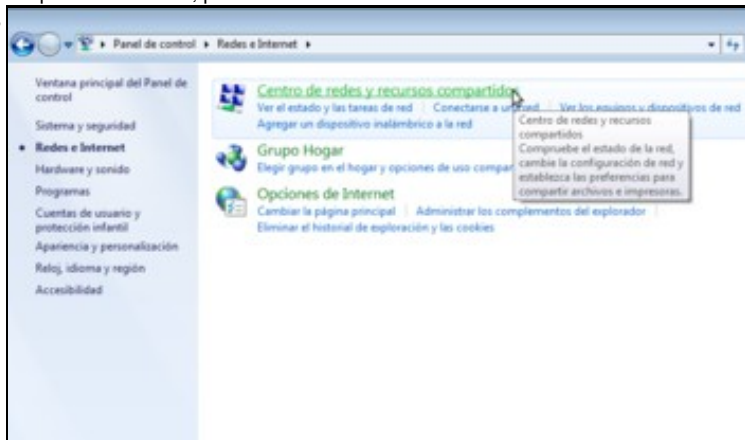 Panel de control ▸ Redes e Internet ▸
Ventana principal del Panel de
control
Sistema y seguridad
Redes e Internet
Hardware y sonido
Programas
Cuentas de usuario y
protección infantil
Apariencia y personalización
Reloj, idioma y región
Accesibilidad
Centro de redes y recursos compartido
Ver el estado y las tareas de red | Conectarse a una red | Ver los equipos y dispositivos de red
Agregar un dispositivo inalámbrico a la red
Centro de redes y recursos
compartidos
Compruebe el estado de la red,
cambie la configuración de red y
establezca las preferencias para
compartir archivos e impresoras.
Grupo Hogar
Elegir grupo en el hogar y opciones de uso compar
Opciones de Internet
Cambiar la página principal | Administrar los complementos del explorador
Eliminar el historial de exploración y las cookies